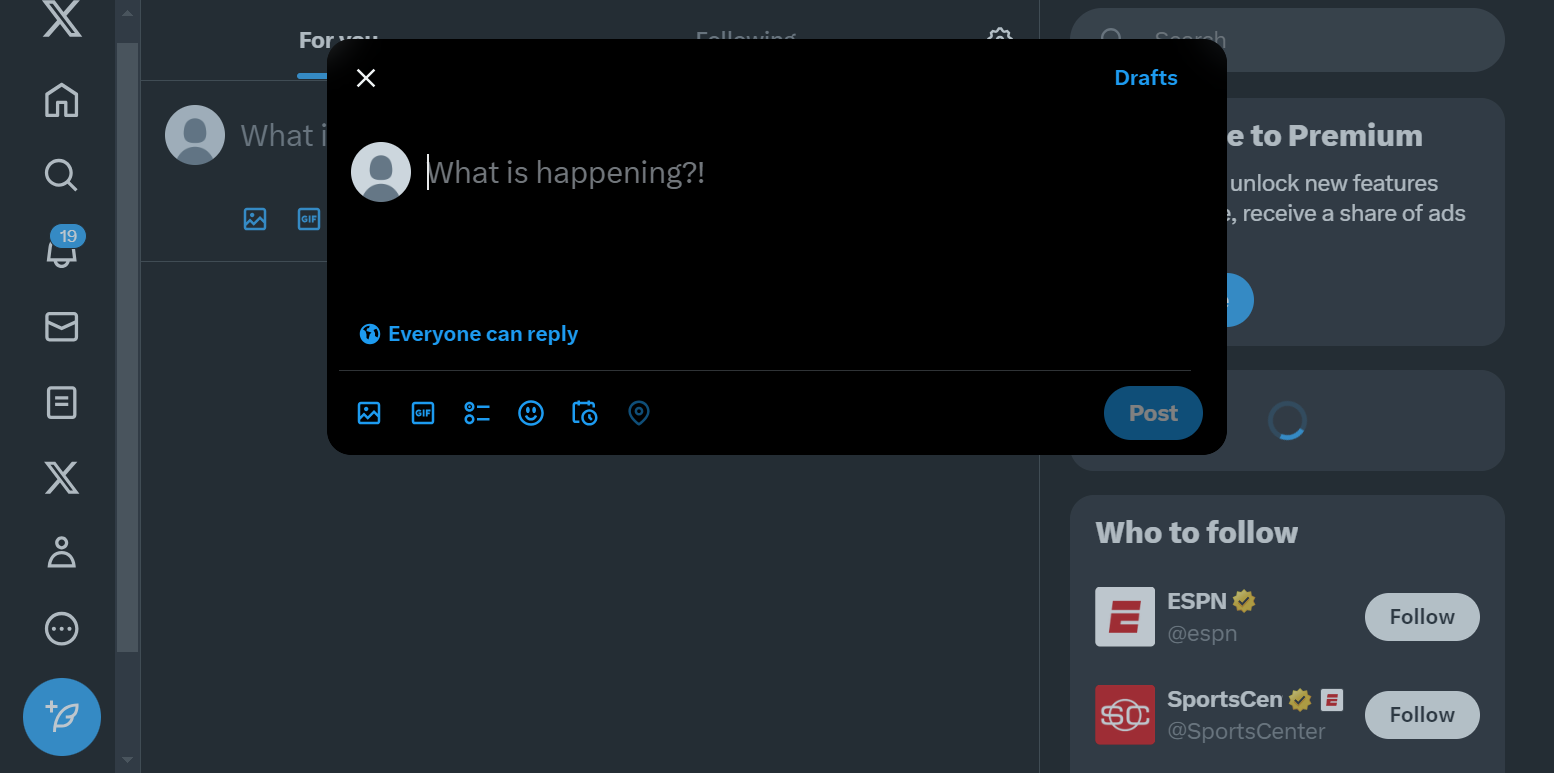 For you
Following
Search
Drafts
What i
What is happening?!
e to Premium
unlock new features
e, receive a share of ads
GIF
19
Everyone can reply
GIF
Post
Who to follow
ESPN
@espn
Follow
SportsCen
@SportsCenter
Follow